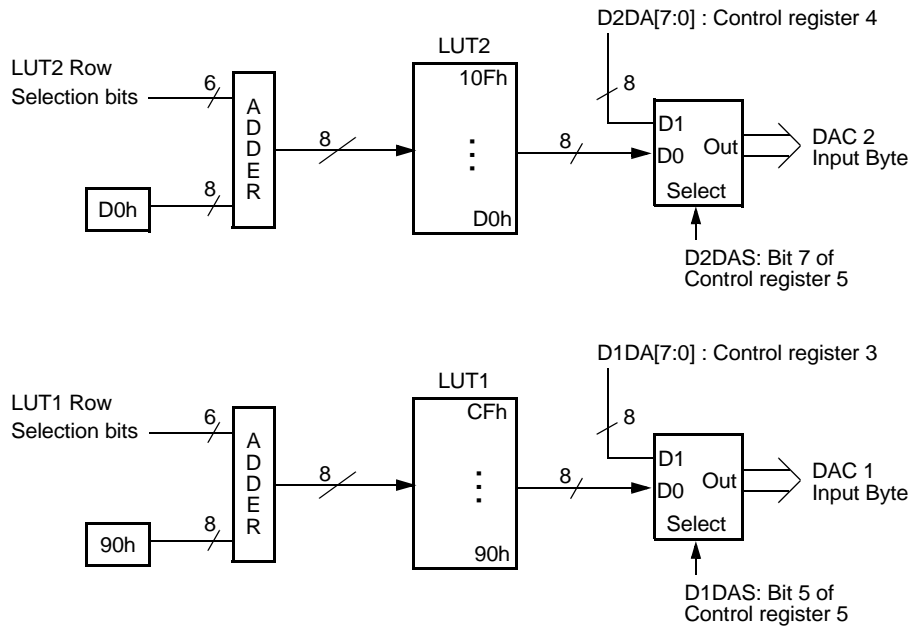 D2DA[7:0] : Control register 4
LUT2
LUT2 Row
Selection bits
6
ADDER
8
D0h
8
10Fh
⋮
D0h
8
8
D1
D0
Out
Select
DAC 2
Input Byte
D2DAS: Bit 7 of
Control register 5
D1DA[7:0] : Control register 3
LUT1
LUT1 Row
Selection bits
6
ADDER
8
90h
8
CFh
⋮
90h
8
8
D1
D0
Out
Select
DAC 1
Input Byte
D1DAS: Bit 5 of
Control register 5